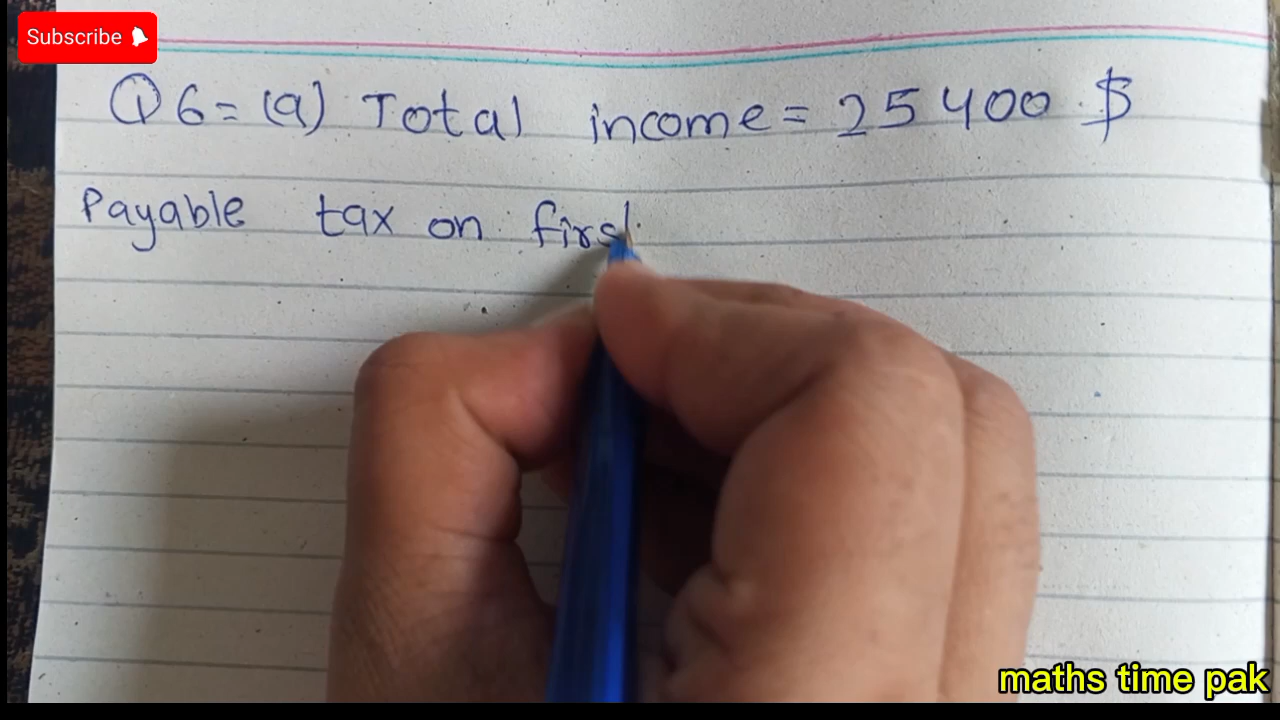 Subscribe
Q6= (a) Total income = 25400 $
Payable tax on first
maths time pak